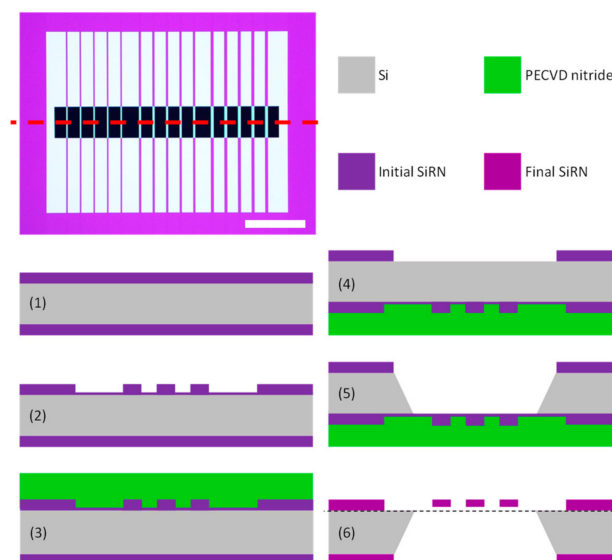 Si
PECVD nitride
Initial SiRN
Final SiRN
(1)
(2)
(3)
(4)
(5)
(6)